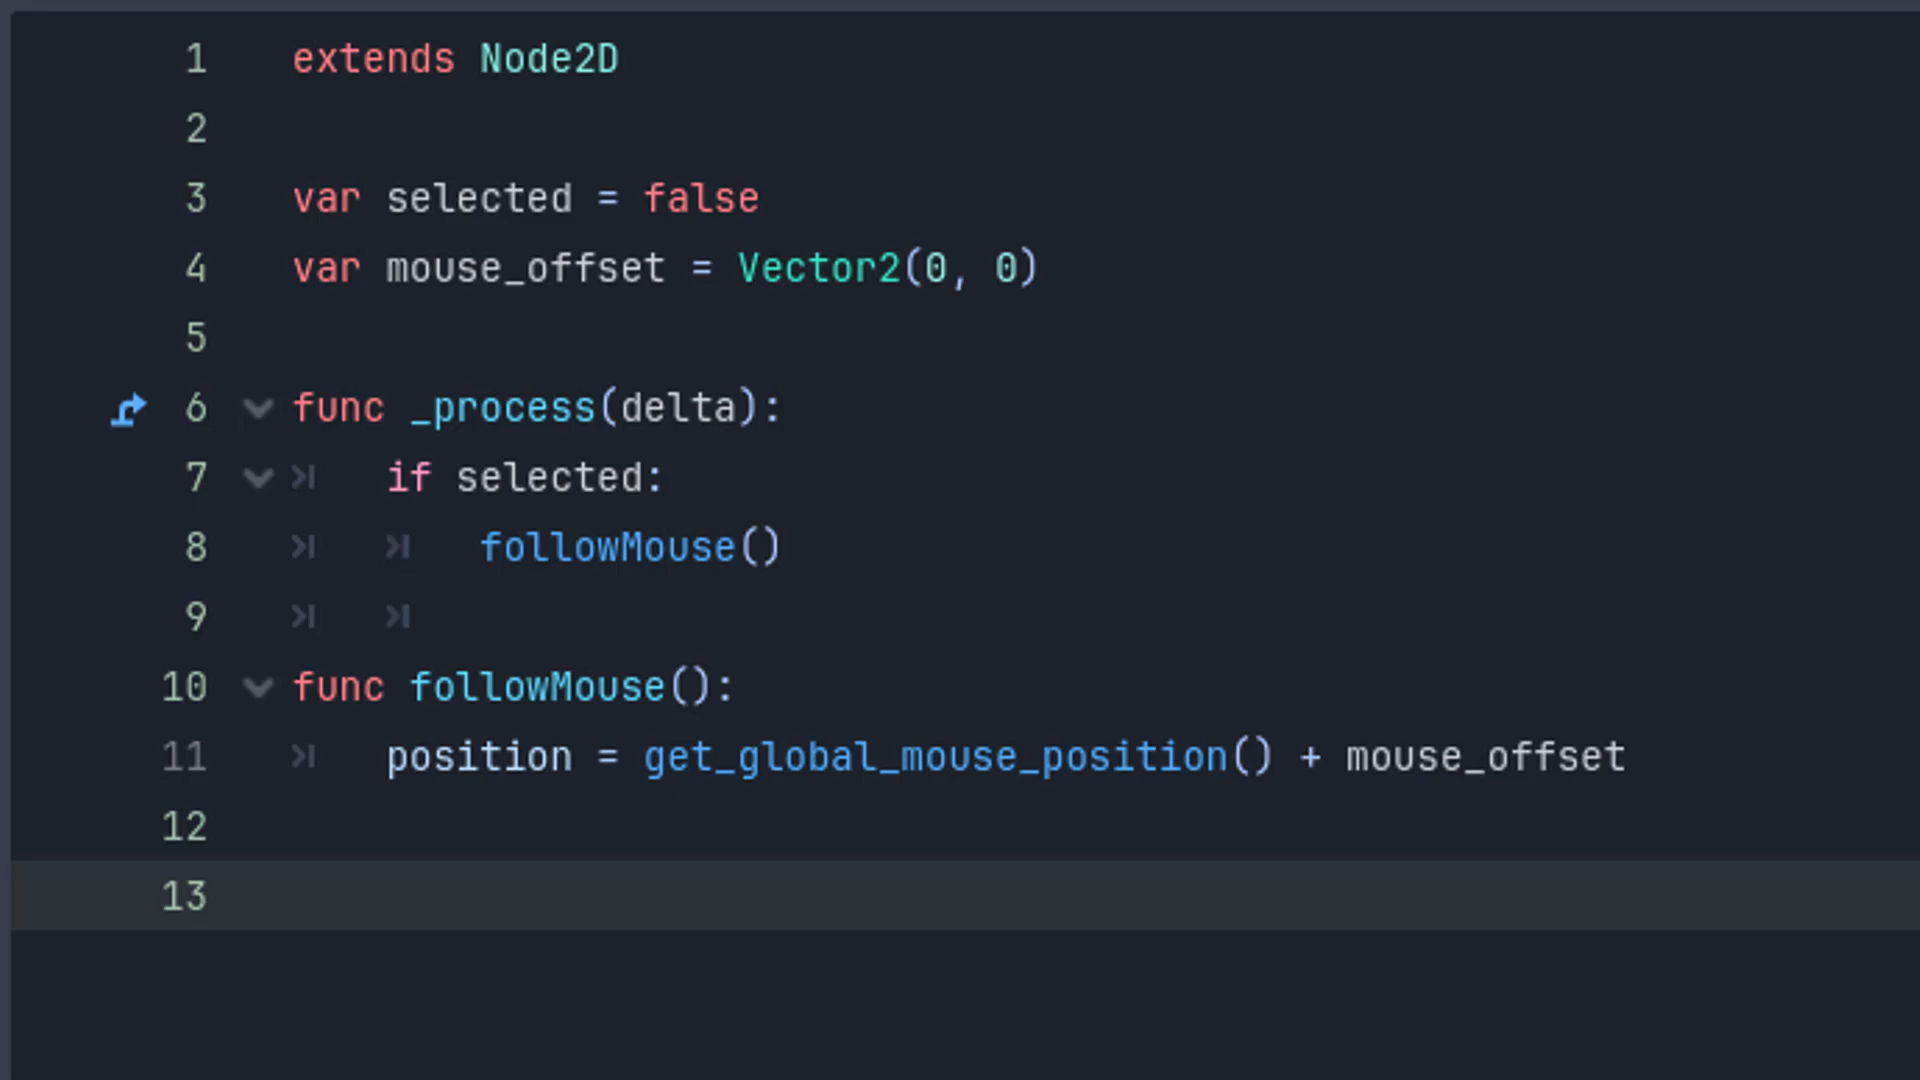 1 extends Node2D
2
3 var selected = false
4 var mouse_offset = Vector2(0, 0)
5
6 func _process(delta):
7 if selected:
8 followMouse()
9
10 func followMouse():
11 position = get_global_mouse_position() + mouse_offset
12
13